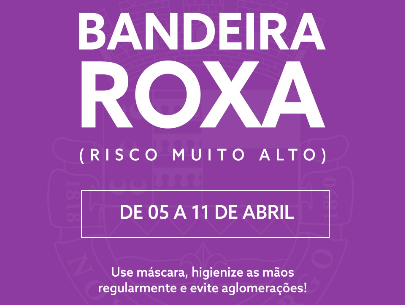 BANDEIRA
ROXA
(RISCO MUITO ALTO)
DE 05 A 11 DE ABRIL
Use máscara, higienize as mãos
regularmente e evite aglomerações!